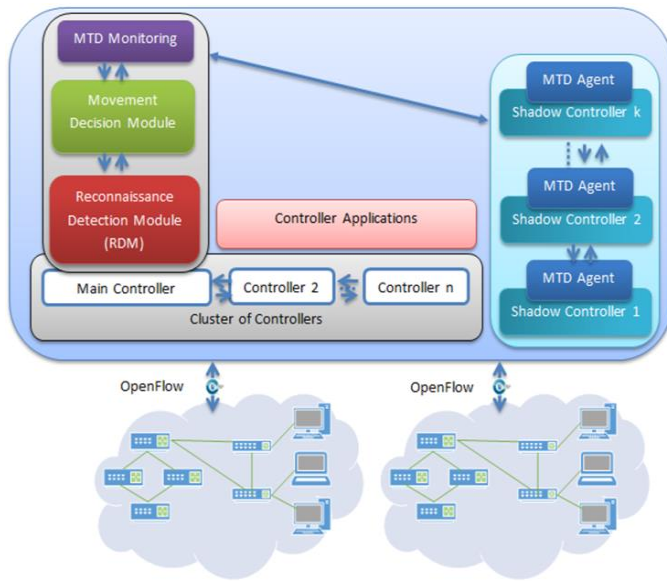 MTD Monitoring
Movement
Decision Module
Reconnaissance
Detection Module
(RDM)
Controller Applications
Main Controller
Controller 2
Controller n
Cluster of Controllers
MTD Agent
Shadow Controller k
MTD Agent
Shadow Controller 2
MTD Agent
Shadow Controller 1
OpenFlow
OpenFlow